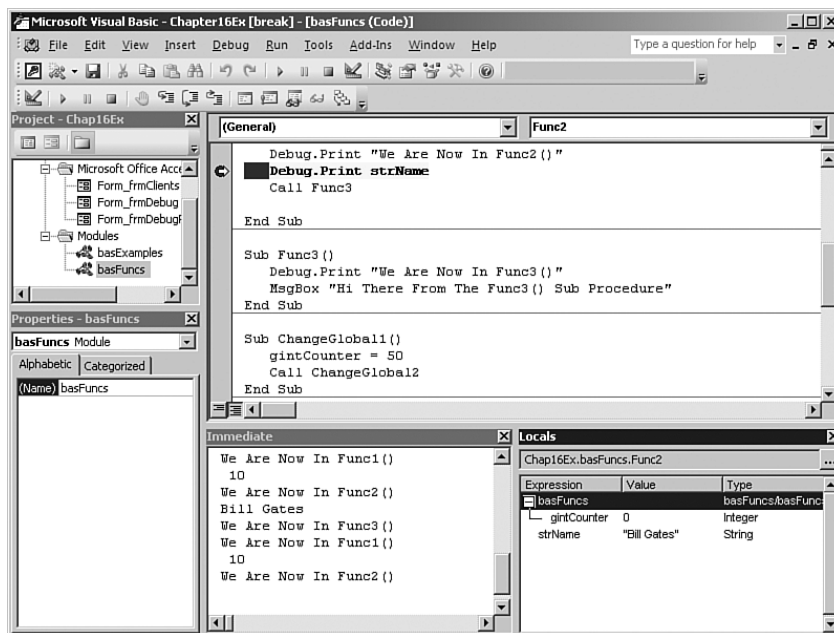 Microsoft Visual Basic - Chapter16Ex [break] - [basFuncs (Code)]
File Edit View Insert Debug Run Tools Add-Ins Window Help
Type a question for help
Project - Chap16Ex
Microsoft Office Acce
Form_frmClients
Form_frmDebug
Form_frmDebugF
Modules
basExamples
basFuncs
Properties - basFuncs
basFuncs Module
Alphabetic Categorized
(Name) basFuncs
(General) Func2
Debug.Print "We Are Now In Func2()"
Debug.Print strName
Call Func3
End Sub
Sub Func3()
Debug.Print "We Are Now In Func3()"
MsgBox "Hi There From The Func3() Sub Procedure"
End Sub
Sub ChangeGlobal1()
gintCounter = 50
Call ChangeGlobal2
End Sub
Immediate
We Are Now In Func1()
10
We Are Now In Func2()
Bill Gates
We Are Now In Func3()
We Are Now In Func1()
10
We Are Now In Func2()
Locals
Chap16Ex.basFuncs.Func2
...
Expression Value Type
basFuncs basFuncs/basFuncs
gintCounter 0 Integer
strName "Bill Gates" String